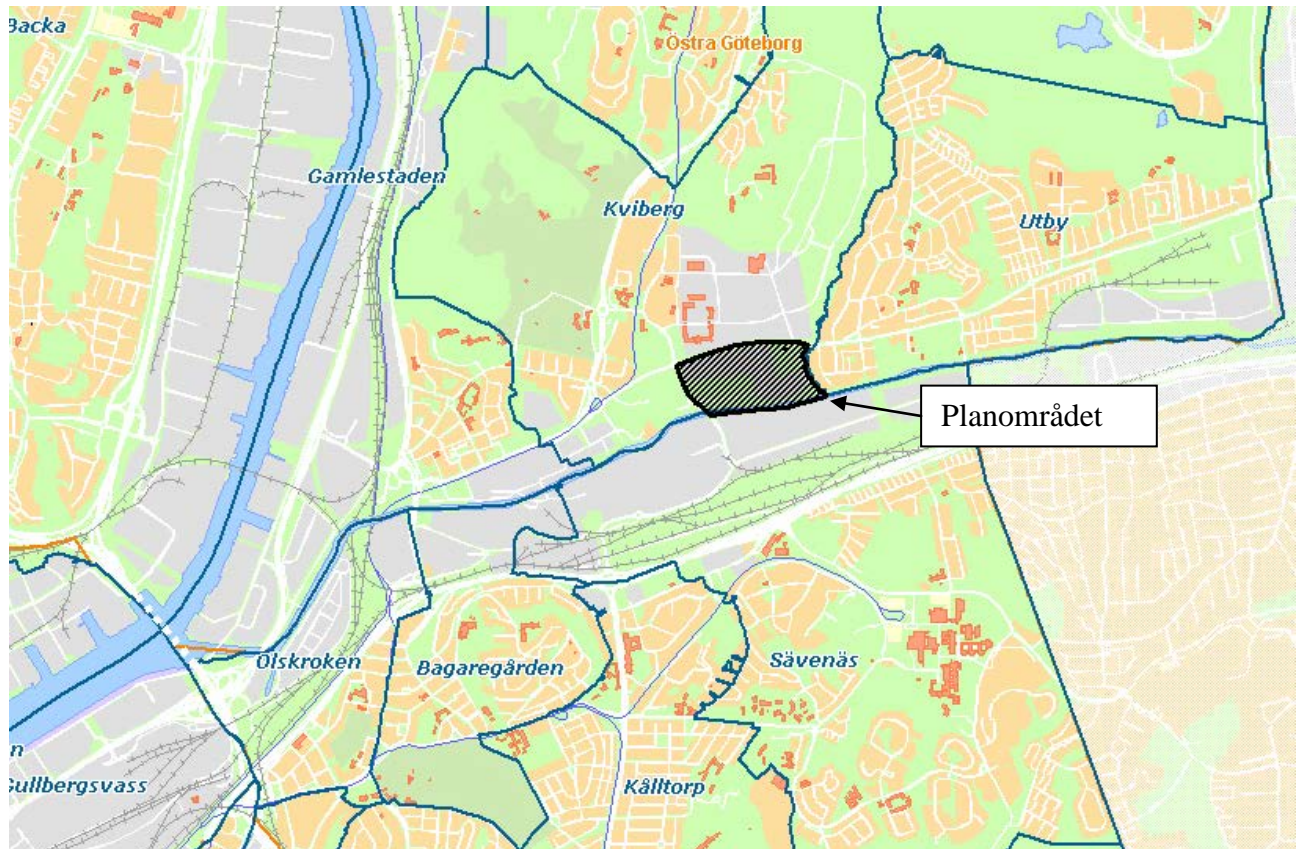 Backa
Östra Göteborg
Gamlestaden
Kviberg
Utby
Planområdet
Olskroken
Bagaregården
Sävenäs
n
Gullbergsvass
Kålltorp